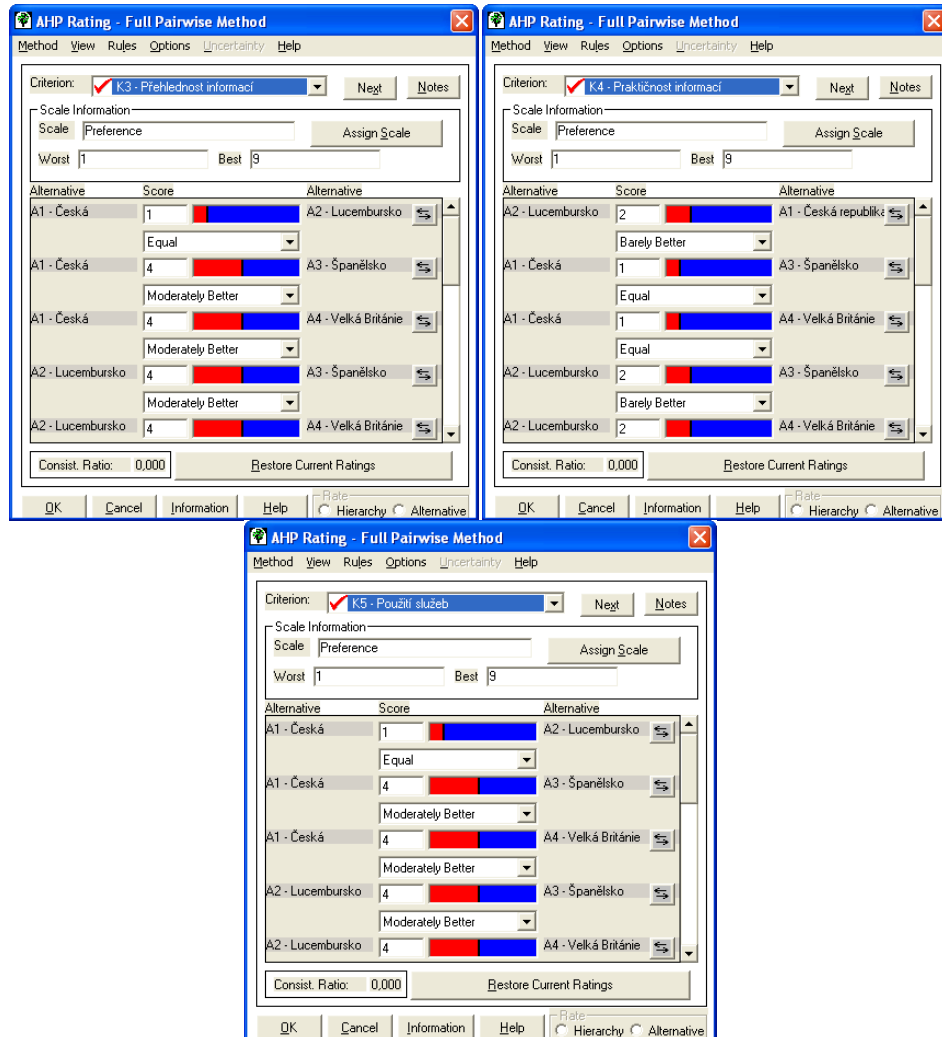 AHP Rating - Full Pairwise Method
Method View Rules Options Uncertainty Help
Criterion: K3 - Přehlednost informací Next Notes
Scale Information
Scale Preference Assign Scale
Worst 1 Best 9
Alternative Score Alternative
A1 - Česká 1 A2 - Lucembursko
Equal
A1 - Česká 4 A3 - Španělsko
Moderately Better
A1 - Česká 4 A4 - Velká Británie
Moderately Better
A2 - Lucembursko 4 A3 - Španělsko
Moderately Better
A2 - Lucembursko 4 A4 - Velká Británie
Consist. Ratio: 0,000 Restore Current Ratings
Rate
OK Cancel Information Help Hierarchy Alternative
AHP Rating - Full Pairwise Method
Method View Rules Options Uncertainty Help
Criterion: K4 - Praktičnost informací Next Notes
Scale Information
Scale Preference Assign Scale
Worst 1 Best 9
Alternative Score Alternative
A2 - Lucembursko 2 A1 - Česká republika
Barely Better
A1 - Česká 1 A3 - Španělsko
Equal
A1 - Česká 1 A4 - Velká Británie
Equal
A2 - Lucembursko 2 A3 - Španělsko
Barely Better
A2 - Lucembursko 2 A4 - Velká Británie
Consist. Ratio: 0,000 Restore Current Ratings
Rate
OK Cancel Information Help Hierarchy Alternative
AHP Rating - Full Pairwise Method
Method View Rules Options Uncertainty Help
Criterion: K5 - Použití služeb Next Notes
Scale Information
Scale Preference Assign Scale
Worst 1 Best 9
Alternative Score Alternative
A1 - Česká 1 A2 - Lucembursko
Equal
A1 - Česká 4 A3 - Španělsko
Moderately Better
A1 - Česká 4 A4 - Velká Británie
Moderately Better
A2 - Lucembursko 4 A3 - Španělsko
Moderately Better
A2 - Lucembursko 4 A4 - Velká Británie
Consist. Ratio: 0,000 Restore Current Ratings
Rate
OK Cancel Information Help Hierarchy Alternative